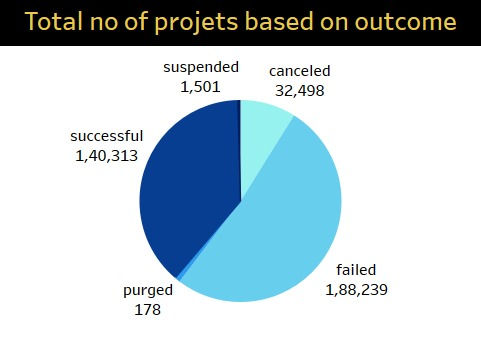 Total no of projets based on outcome
suspended
1,501
canceled
32,498
successful
1,40,313
failed
1,88,239
purged
178